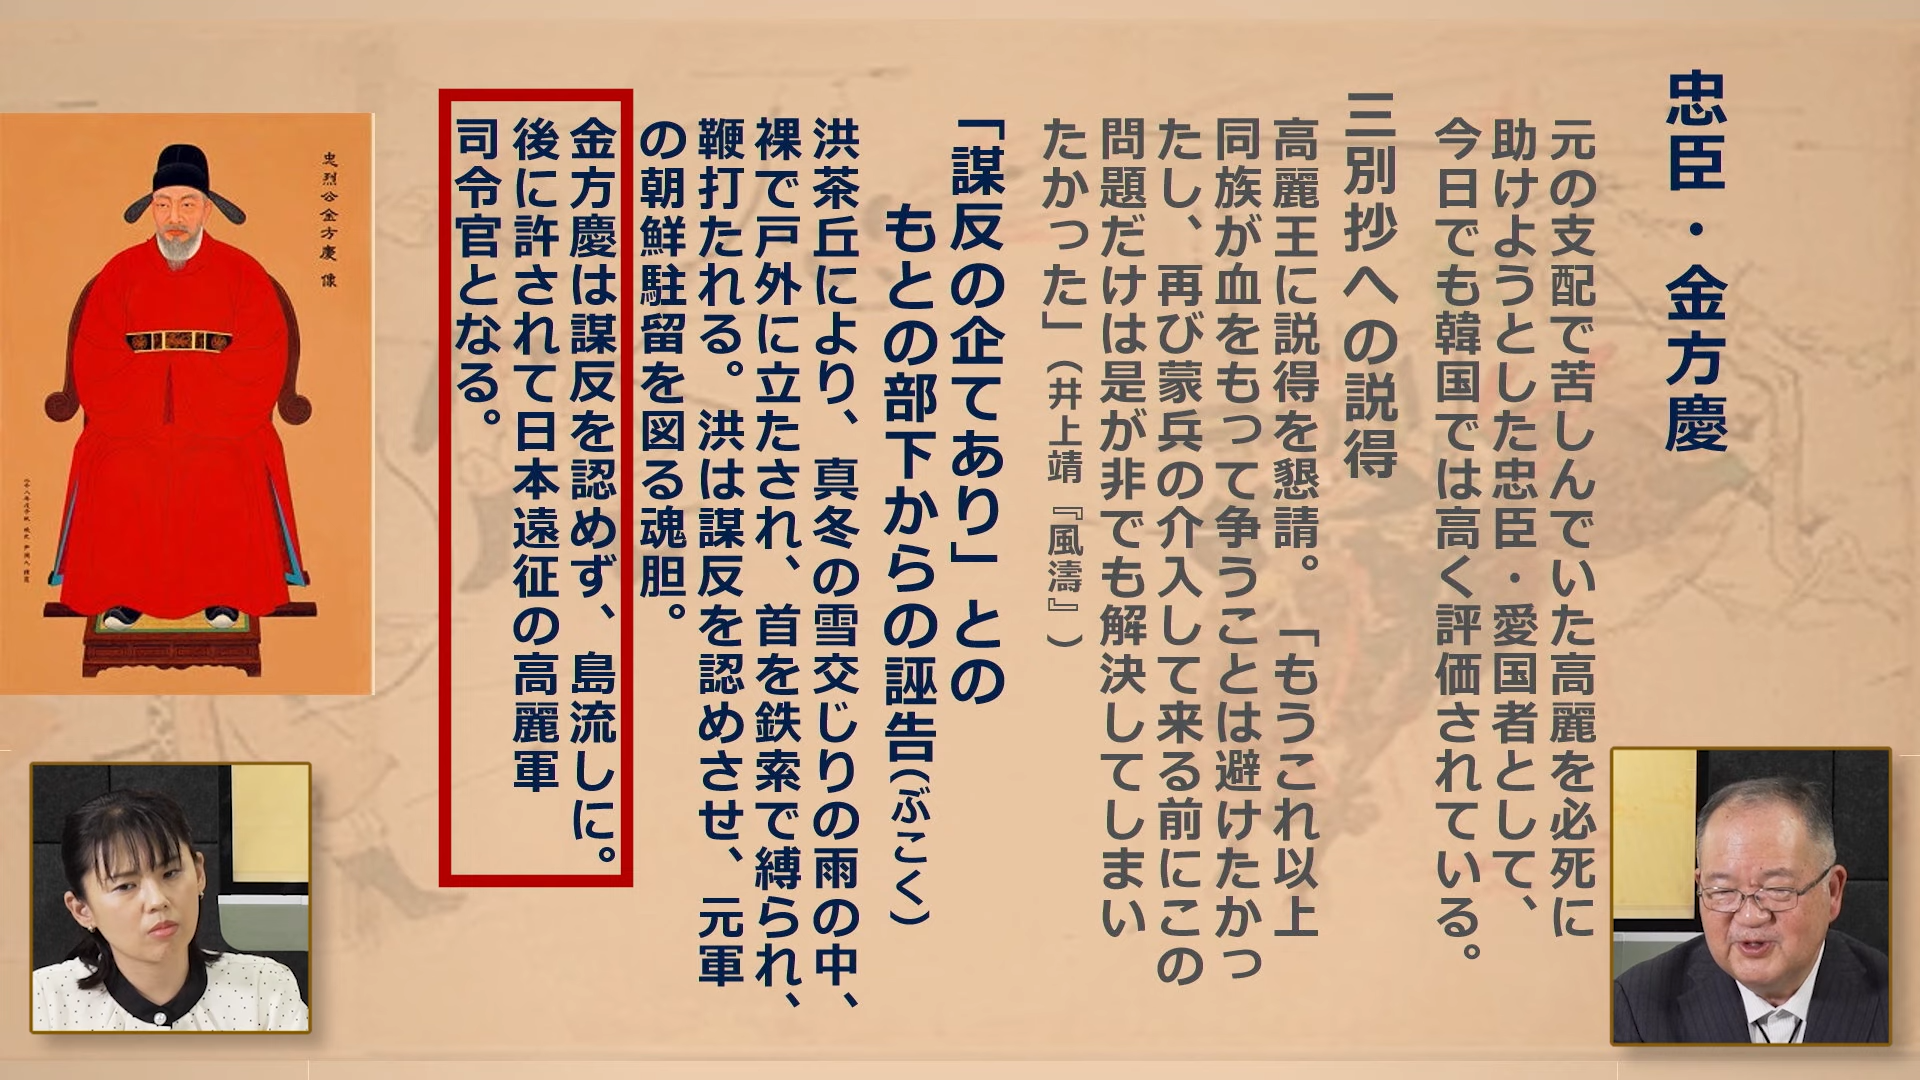 忠臣・金方慶
元の支配で苦しんでいた高麗を必死に
助けようとした忠臣・愛国者として、
今日でも韓国では高く評価されている。
三別抄への説得
高麗王に説得を懇請。「もうこれ以上
同族が血をもって争うことは避けたかっ
たし、再び蒙兵の介入して来る前にこの
問題だけは是が非でも解決してしまい
たかった」（井上靖『風濤』）
「謀反の企てあり」との
もとの部下からの誣告（ぶこく）
洪茶丘により、真冬の雪交じりの雨の中、
裸で戸外に立たされ、首を鉄索で縛られ、
鞭打たれる。洪は謀反を認めさせ、元軍
の朝鮮駐留を図る魂胆。
金方慶は謀反を認めず、島流しに。
後に許されて日本遠征の高麗軍
司令官となる。
忠烈公金方慶像